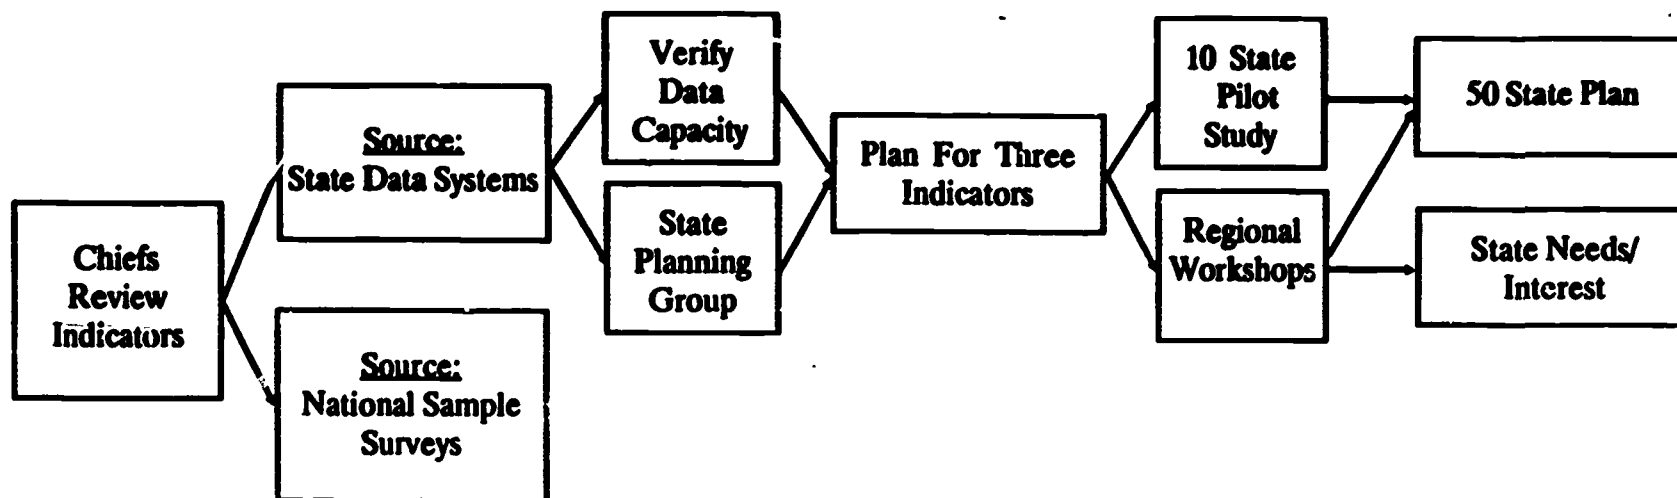 Chiefs
Review
Indicators
Source:
State Data Systems
Source:
National Sample
Surveys
Verify
Data
Capacity
State
Planning
Group
Plan For Three
Indicators
10 State
Pilot
Study
Regional
Workshops
50 State Plan
State Needs/
Interest